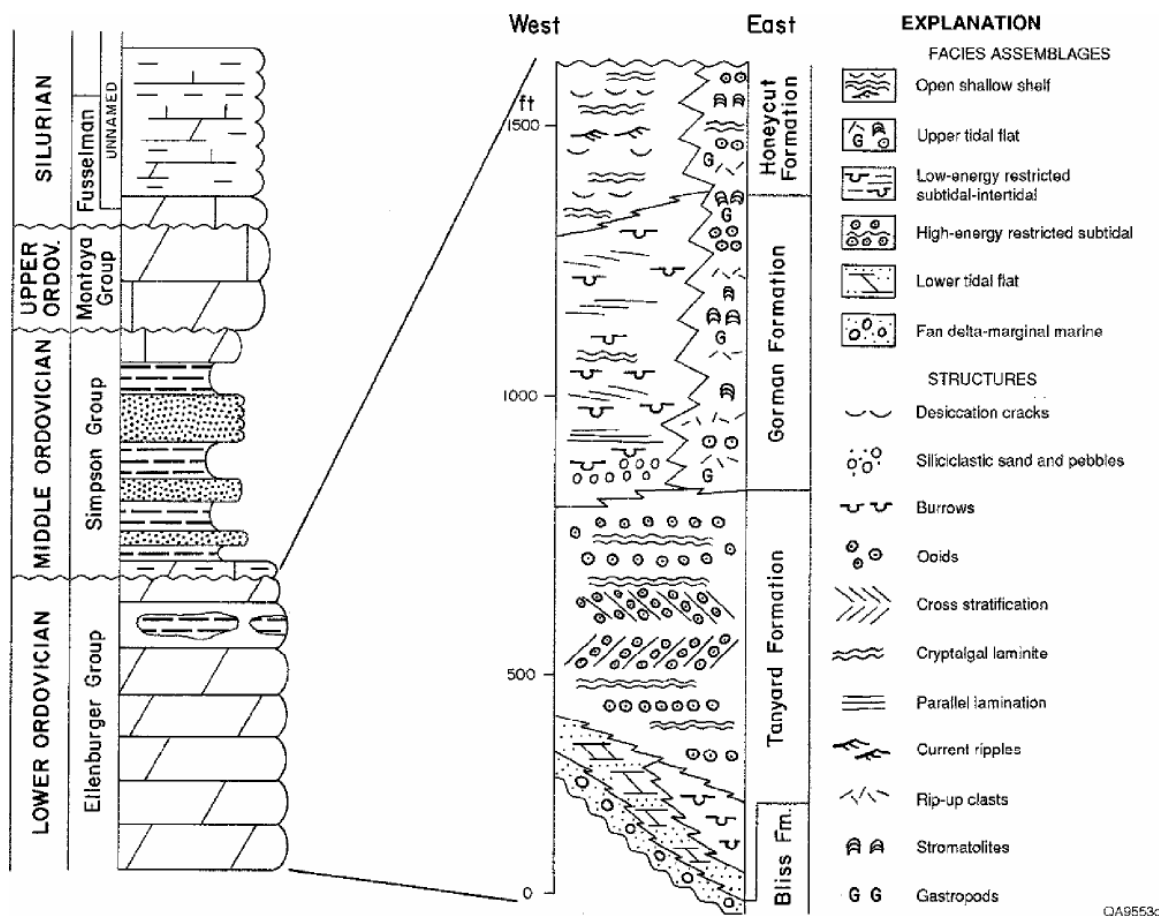 SILURIAN
Fusselman
UNNAMED
UPPER
ORDOV.
Montoya
Group
MIDDLE ORDOVICIAN
Simpson Group
LOWER ORDOVICIAN
Ellenburger Group
West
East
ft
1500
1000
500
0
Honeycut
Formation
Gorman Formation
Tanyard Formation
Bliss Fm.
G
G
G
G
G
EXPLANATION
FACIES ASSEMBLAGES
Open shallow shelf
G
Upper tidal flat
Low-energy restricted
subtidal-intertidal
High-energy restricted subtidal
Lower tidal flat
Fan delta-marginal marine
STRUCTURES
Desiccation cracks
Siliciclastic sand and pebbles
Burrows
Ooids
Cross stratification
Cryptalgal laminite
Parallel lamination
Current ripples
Rip-up clasts
Stromatolites
G G
Gastropods
QA9553c